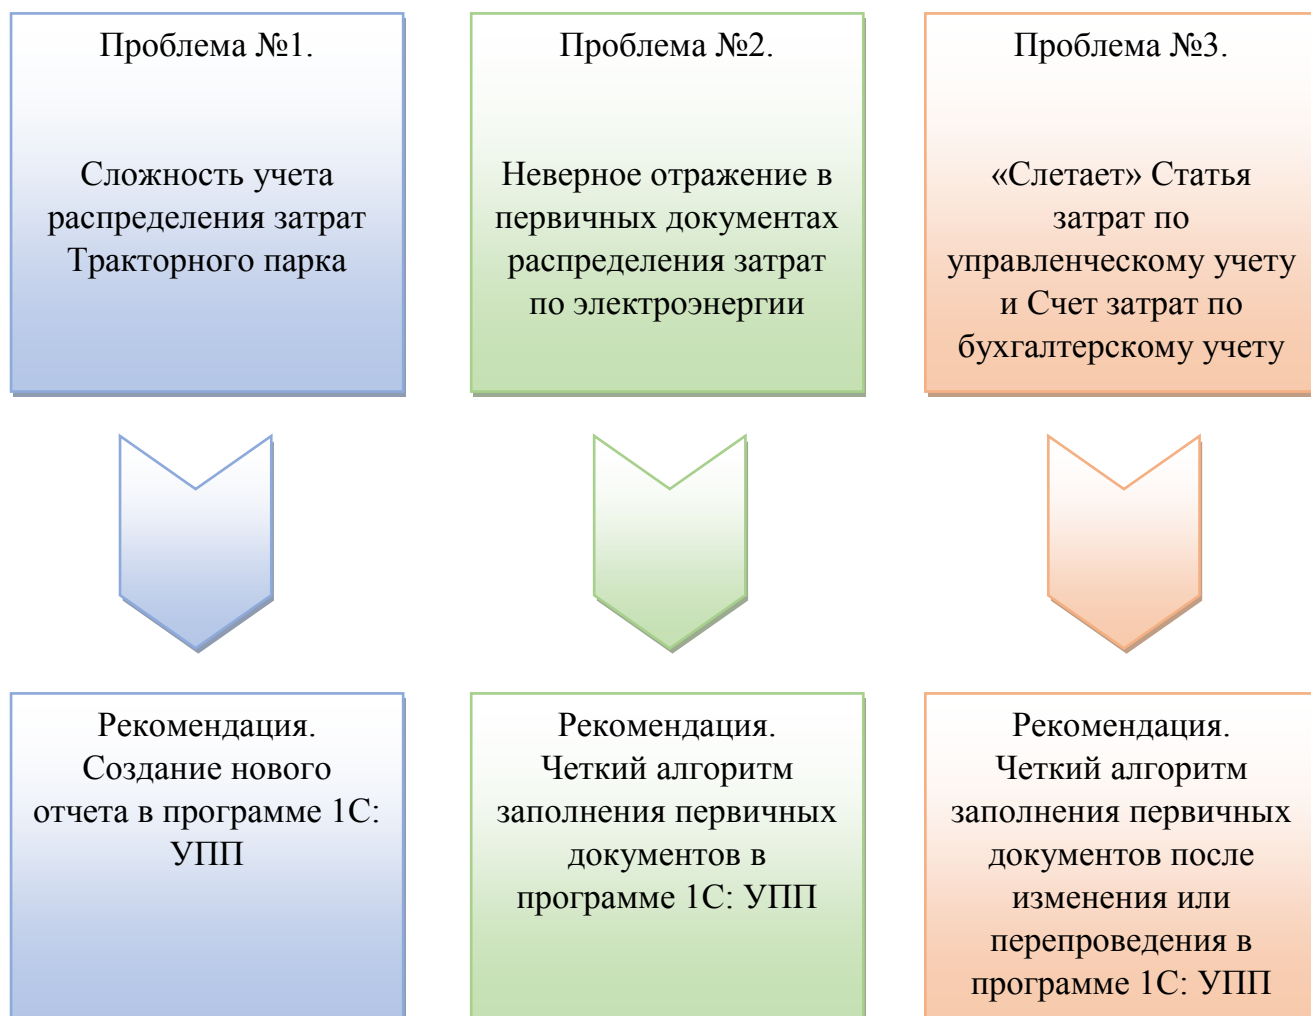 Проблема №1.
Сложность учета
распределения затрат
Тракторного парка
Проблема №2.
Неверное отражение в
первичных документах
распределения затрат
по электроэнергии
Проблема №3.
«Слетает» Статья
затрат по
управленческому учету
и Счет затрат по
бухгалтерскому учету
Рекомендация.
Создание нового
отчета в программе 1С:
УПП
Рекомендация.
Четкий алгоритм
заполнения первичных
документов в
программе 1С: УПП
Рекомендация.
Четкий алгоритм
заполнения первичных
документов после
изменения или
перепроведения в
программе 1С: УПП